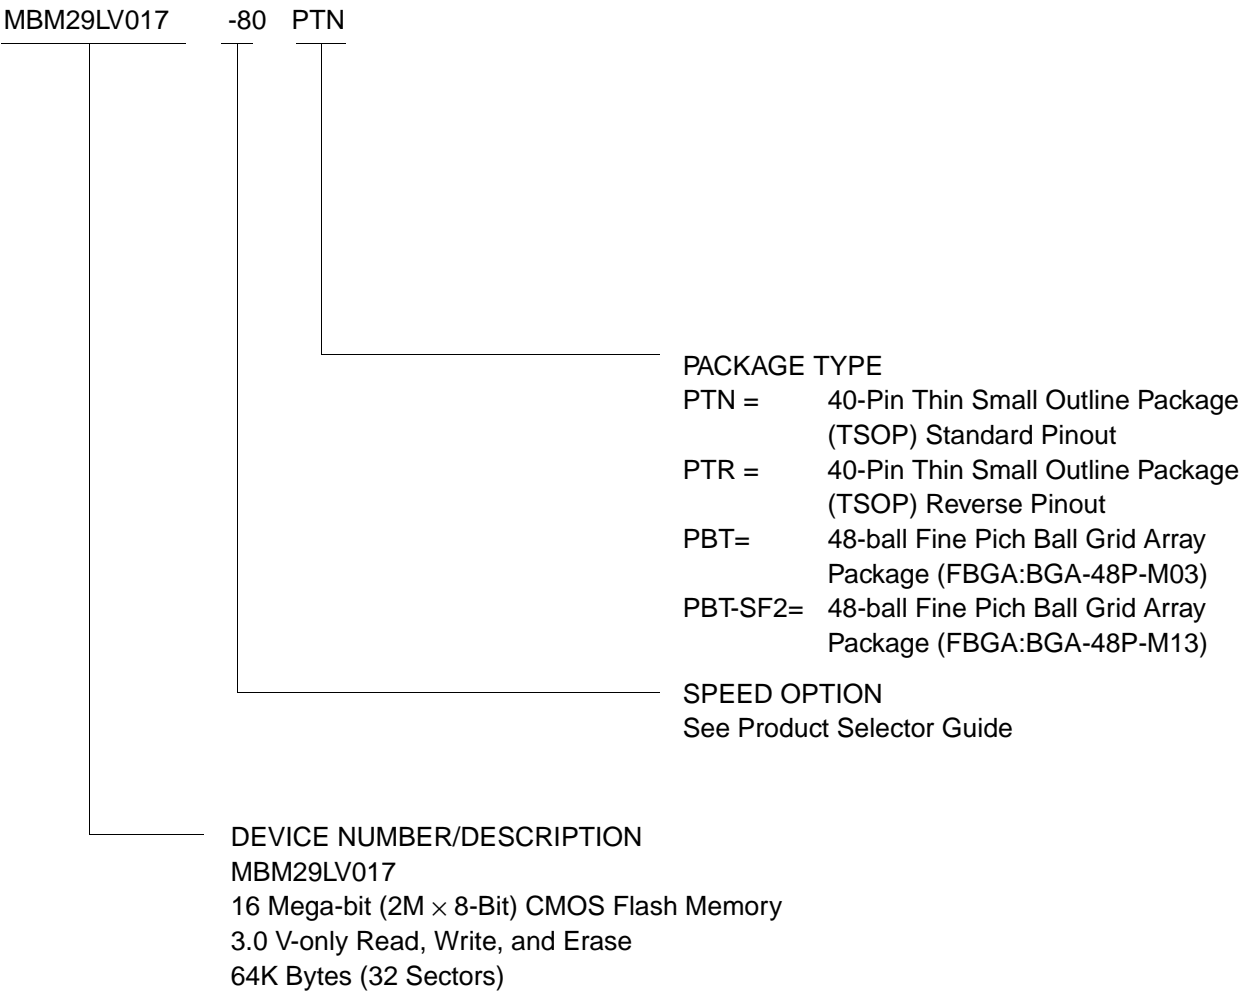 MBM29LV017 -80 PTN
PACKAGE TYPE
PTN = 40-Pin Thin Small Outline Package
(TSOP) Standard Pinout
PTR = 40-Pin Thin Small Outline Package
(TSOP) Reverse Pinout
PBT= 48-ball Fine Pich Ball Grid Array
Package (FBGA:BGA-48P-M03)
PBT-SF2= 48-ball Fine Pich Ball Grid Array
Package (FBGA:BGA-48P-M13)
SPEED OPTION
See Product Selector Guide
DEVICE NUMBER/DESCRIPTION
MBM29LV017
16 Mega-bit (2M × 8-Bit) CMOS Flash Memory
3.0 V-only Read, Write, and Erase
64K Bytes (32 Sectors)